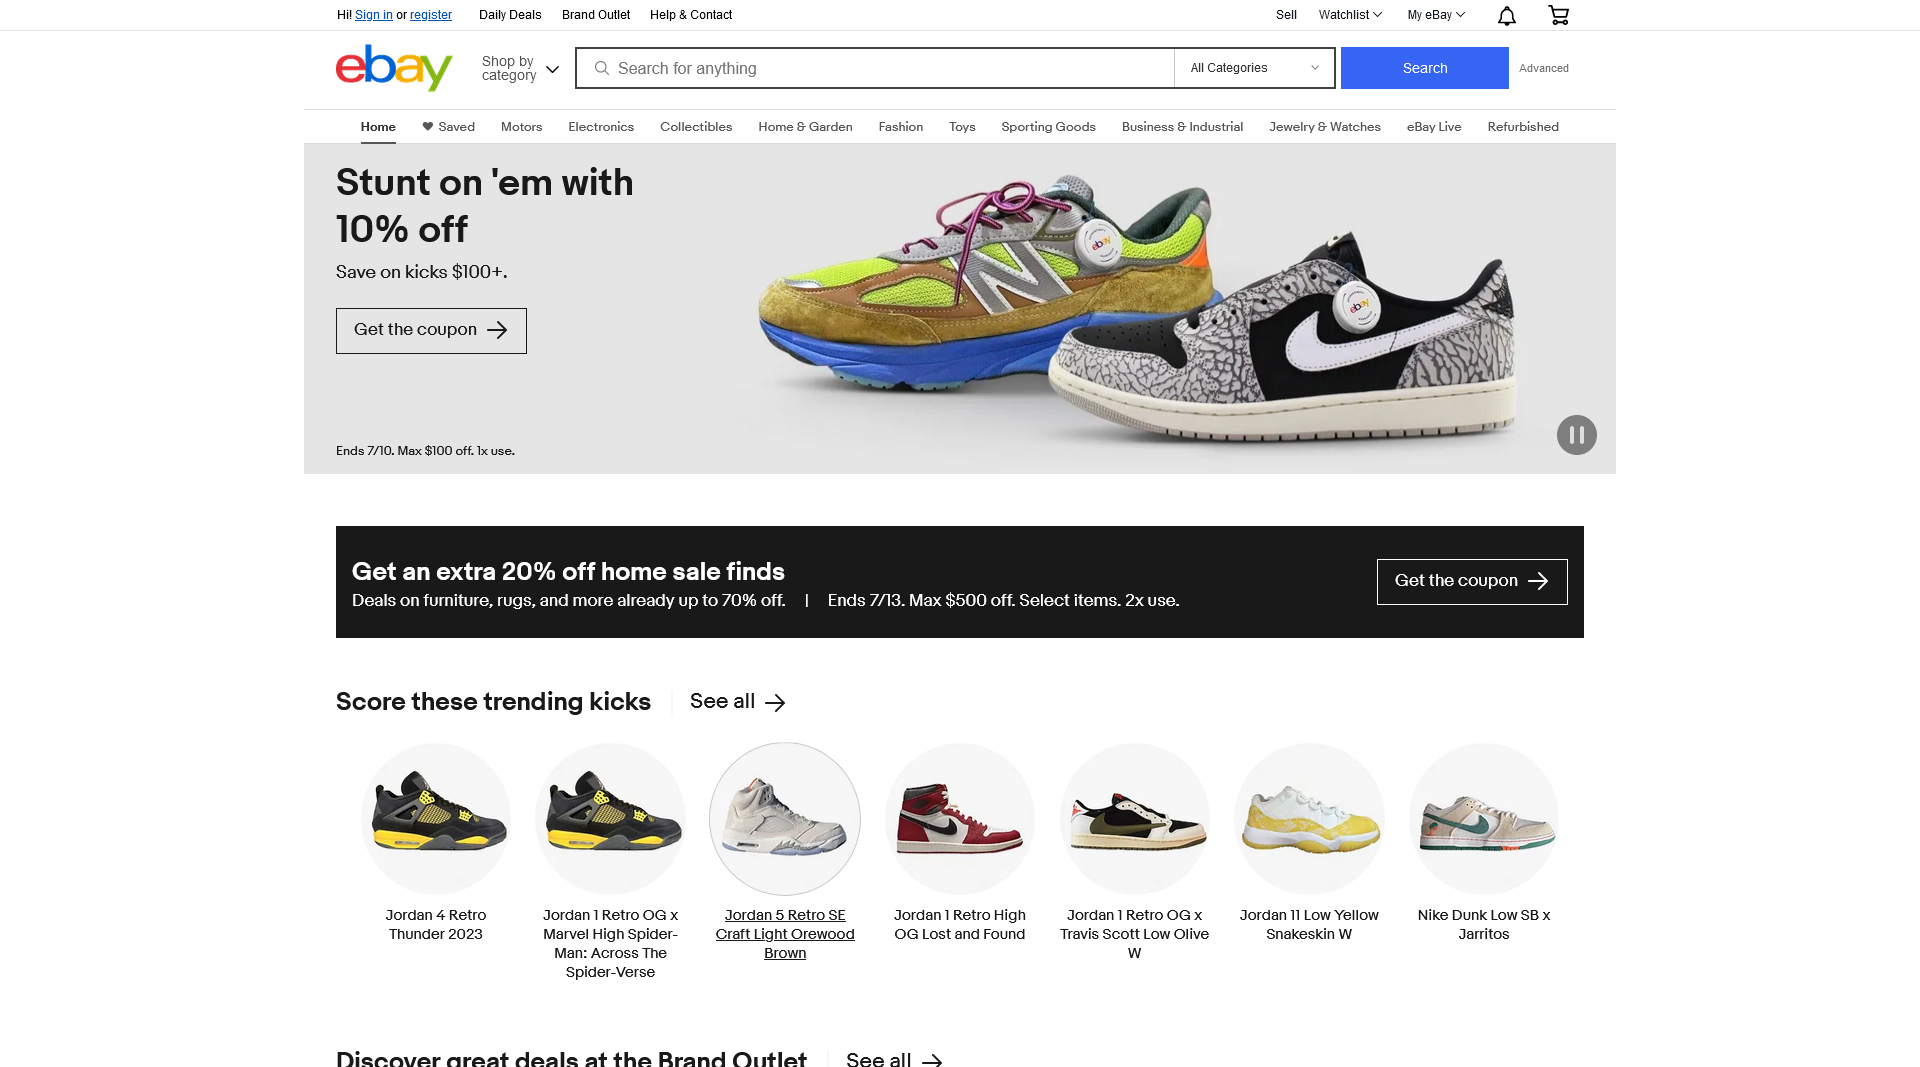 Hi! Sign in or register
Daily Deals
Brand Outlet
Help & Contact
Sell
Watchlist
My eBay
ebay
Shop by
category
Search for anything
All Categories
Search
Advanced
Home
Saved
Motors
Electronics
Collectibles
Home & Garden
Fashion
Toys
Sporting Goods
Business & Industrial
Jewelry & Watches
eBay Live
Refurbished
Stunt on 'em with
10% off
Save on kicks $100+.
Get the coupon
Ends 7/10. Max $100 off. 1x use.
ebay
ebay
Get an extra 20% off home sale finds
Deals on furniture, rugs, and more already up to 70% off. | Ends 7/13. Max $500 off. Select items. 2x use.
Get the coupon
Score these trending kicks
See all
Jordan 4 Retro
Thunder 2023
Jordan 1 Retro OG x
Marvel High Spider-
Man: Across The
Spider-Verse
Jordan 5 Retro SE
Craft Light Orewood
Brown
Jordan 1 Retro High
OG Lost and Found
Jordan 1 Retro OG x
Travis Scott Low Olive
W
Jordan 11 Low Yellow
Snakeskin W
Nike Dunk Low SB x
Jarritos
Discover great deals at the Brand Outlet
See all